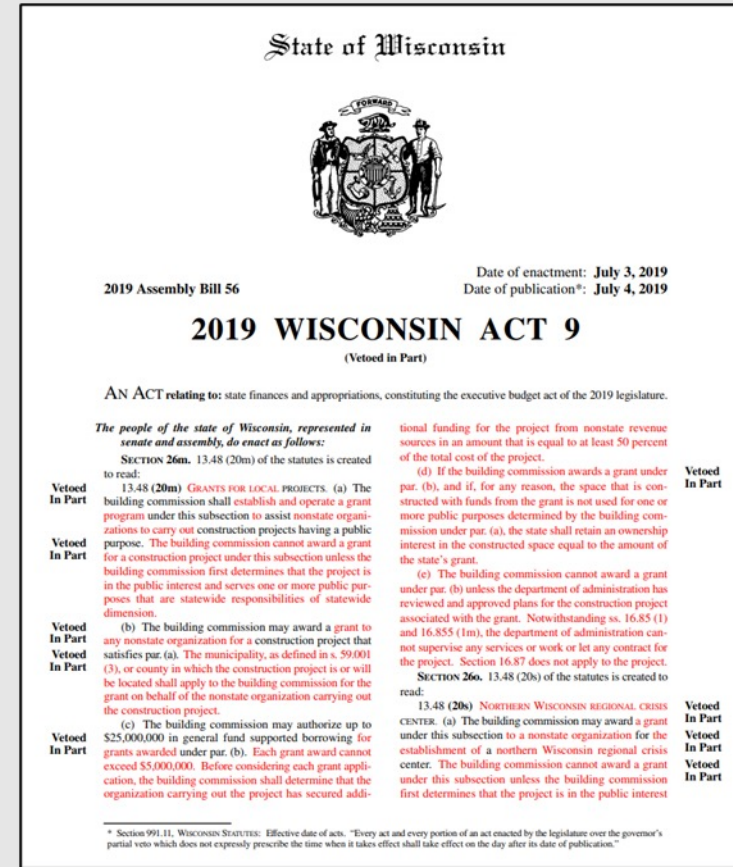 State of Wisconsin
FORWARD
2019 Assembly Bill 56
Date of enactment: July 3, 2019
Date of publication*: July 4, 2019
2019 WISCONSIN ACT 9
(Vetoed in Part)
AN ACT relating to: state finances and appropriations, constituting the executive budget act of the 2019 legislature.
The people of the state of Wisconsin, represented in
senate and assembly, do enact as follows:
SECTION 26m. 13.48 (20m) of the statutes is created
to read:
Vetoed
In Part
13.48 (20m) GRANTS FOR LOCAL PROJECTS. (a) The
building commission shall establish and operate a grant
program under this subsection to assist nonstate organi-
zations to carry out construction projects having a public
Vetoed
In Part
purpose. The building commission cannot award a grant
for a construction project under this subsection unless the
building commission first determines that the project is
in the public interest and serves one or more public pur-
poses that are statewide responsibilities of statewide
dimension.
Vetoed
In Part
Vetoed
In Part
(b) The building commission may award a grant to
any nonstate organization for a construction project that
satisfies par. (a). The municipality, as defined in s. 59.001
(3), or county in which the construction project is or will
be located shall apply to the building commission for the
grant on behalf of the nonstate organization carrying out
the construction project.
(c) The building commission may authorize up to
Vetoed
In Part
$25,000,000 in general fund supported borrowing for
grants awarded under par. (b). Each grant award cannot
exceed $5,000,000. Before considering each grant appli-
cation, the building commission shall determine that the
organization carrying out the project has secured addi-
tional funding for the project from nonstate revenue
sources in an amount that is equal to at least 50 percent
of the total cost of the project.
(d) If the building commission awards a grant under
par. (b), and if, for any reason, the space that is con-
structed with funds from the grant is not used for one or
more public purposes determined by the building com-
mission under par. (a), the state shall retain an ownership
interest in the constructed space equal to the amount of
the state's grant.
Vetoed
In Part
(e) The building commission cannot award a grant
under par. (b) unless the department of administration has
reviewed and approved plans for the construction project
associated with the grant. Notwithstanding ss. 16.85 (1)
and 16.855 (1m), the department of administration can-
not supervise any services or work or let any contract for
the project. Section 16.87 does not apply to the project.
SECTION 26o. 13.48 (20s) of the statutes is created to
read:
13.48 (20s) NORTHERN WISCONSIN REGIONAL CRISIS
CENTER. (a) The building commission may award a grant
under this subsection to a nonstate organization for the
establishment of a northern Wisconsin regional crisis
center. The building commission cannot award a grant
under this subsection unless the building commission
first determines that the project is in the public interest
Vetoed
In Part
Vetoed
In Part
Vetoed
In Part
* Section 991.11, WISCONSIN STATUTES: Effective date of acts. "Every act and every portion of an act enacted by the legislature over the governor's
partial veto which does not expressly prescribe the time when it takes effect shall take effect on the day after its date of publication."